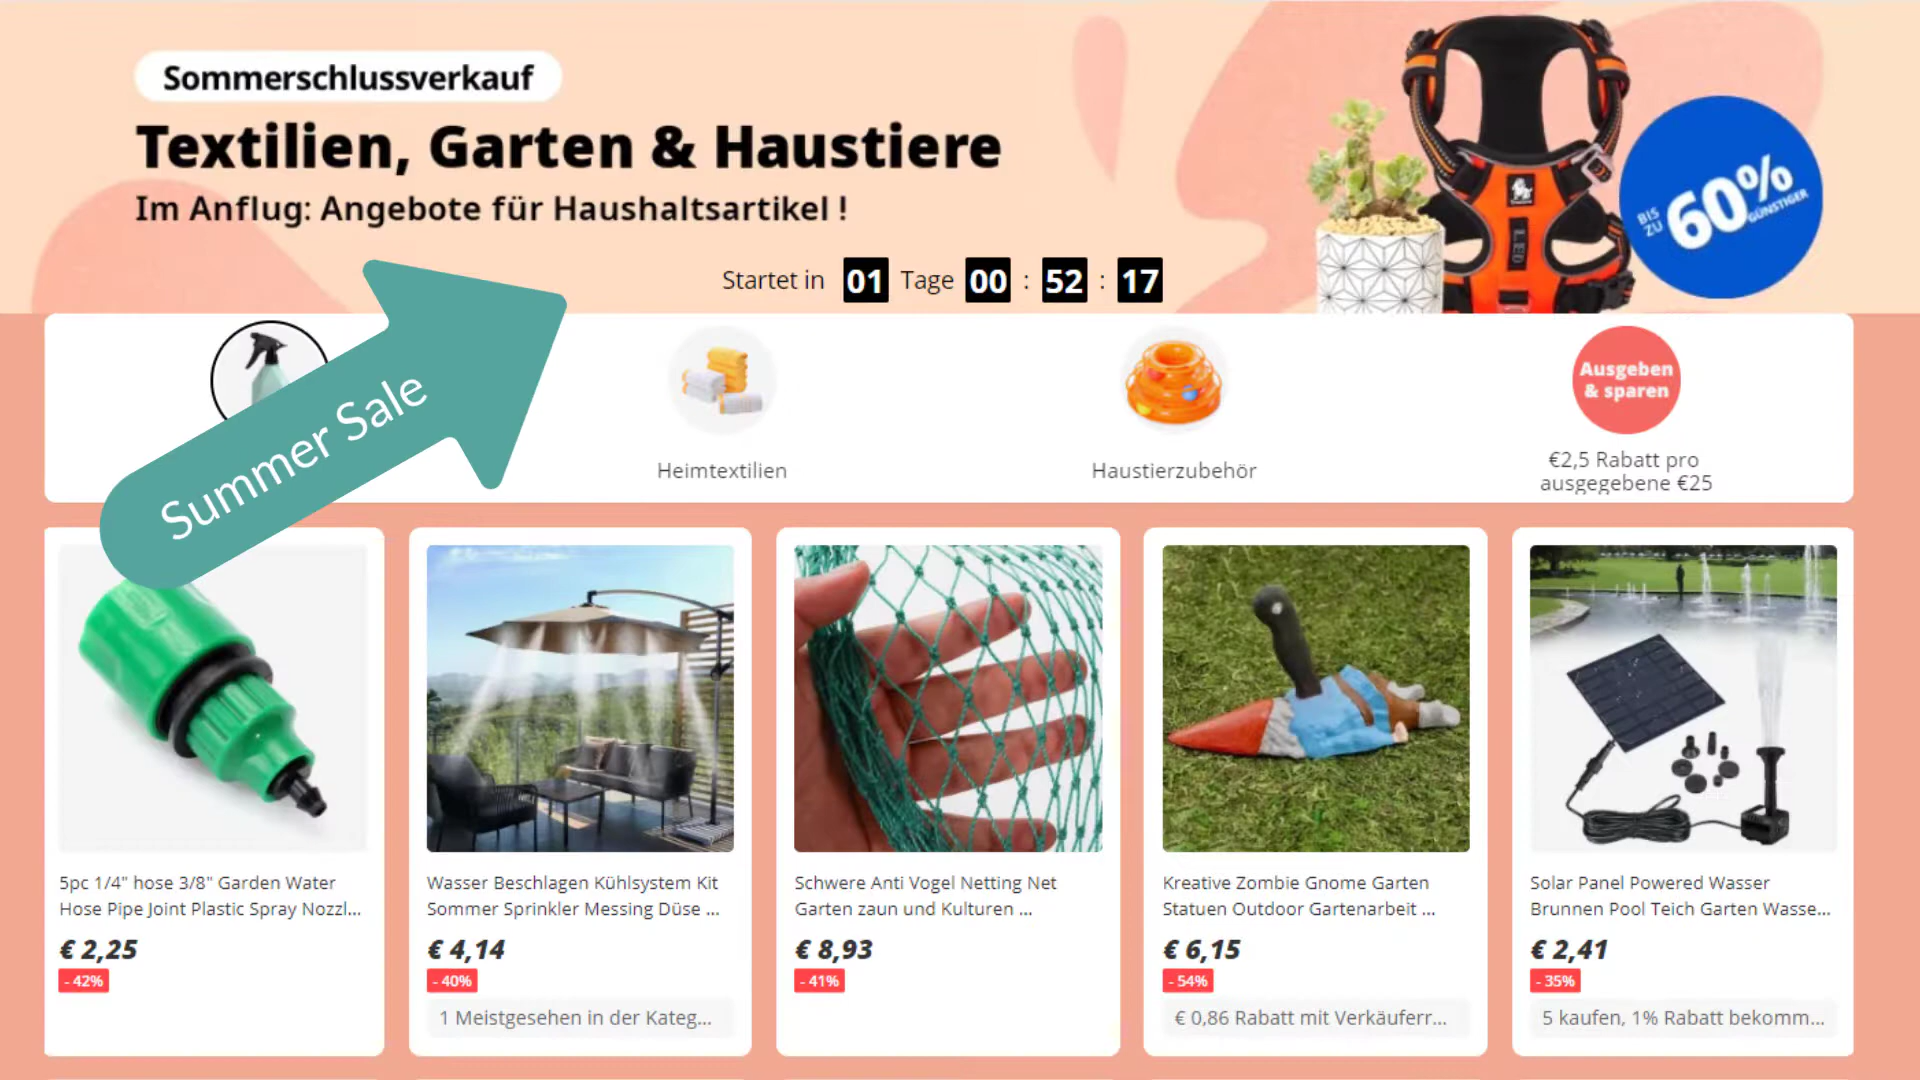 Sommerschlussverkauf
Textilien, Garten & Haustiere
Im Anflug: Angebote für Haushaltsartikel !
Startet in 01 Tage 00 : 52 : 17
BIS ZU 60% GÜNSTIGER
LED
Summer Sale
Heimtextilien
Haustierzubehör
Ausgeben
& sparen
€2,5 Rabatt pro
ausgegebene €25
5pc 1/4" hose 3/8" Garden Water
Hose Pipe Joint Plastic Spray Nozzl...
€ 2,25
- 42%
Wasser Beschlagen Kühlsystem Kit
Sommer Sprinkler Messing Düse ...
€ 4,14
- 40%
1 Meistgesehen in der Kateg...
Schwere Anti Vogel Netting Net
Garten zaun und Kulturen ...
€ 8,93
- 41%
Kreative Zombie Gnome Garten
Statuen Outdoor Gartenarbeit ...
€ 6,15
- 54%
€ 0,86 Rabatt mit Verkäuferr...
Solar Panel Powered Wasser
Brunnen Pool Teich Garten Wasse...
€ 2,41
- 35%
5 kaufen, 1% Rabatt bekomm...